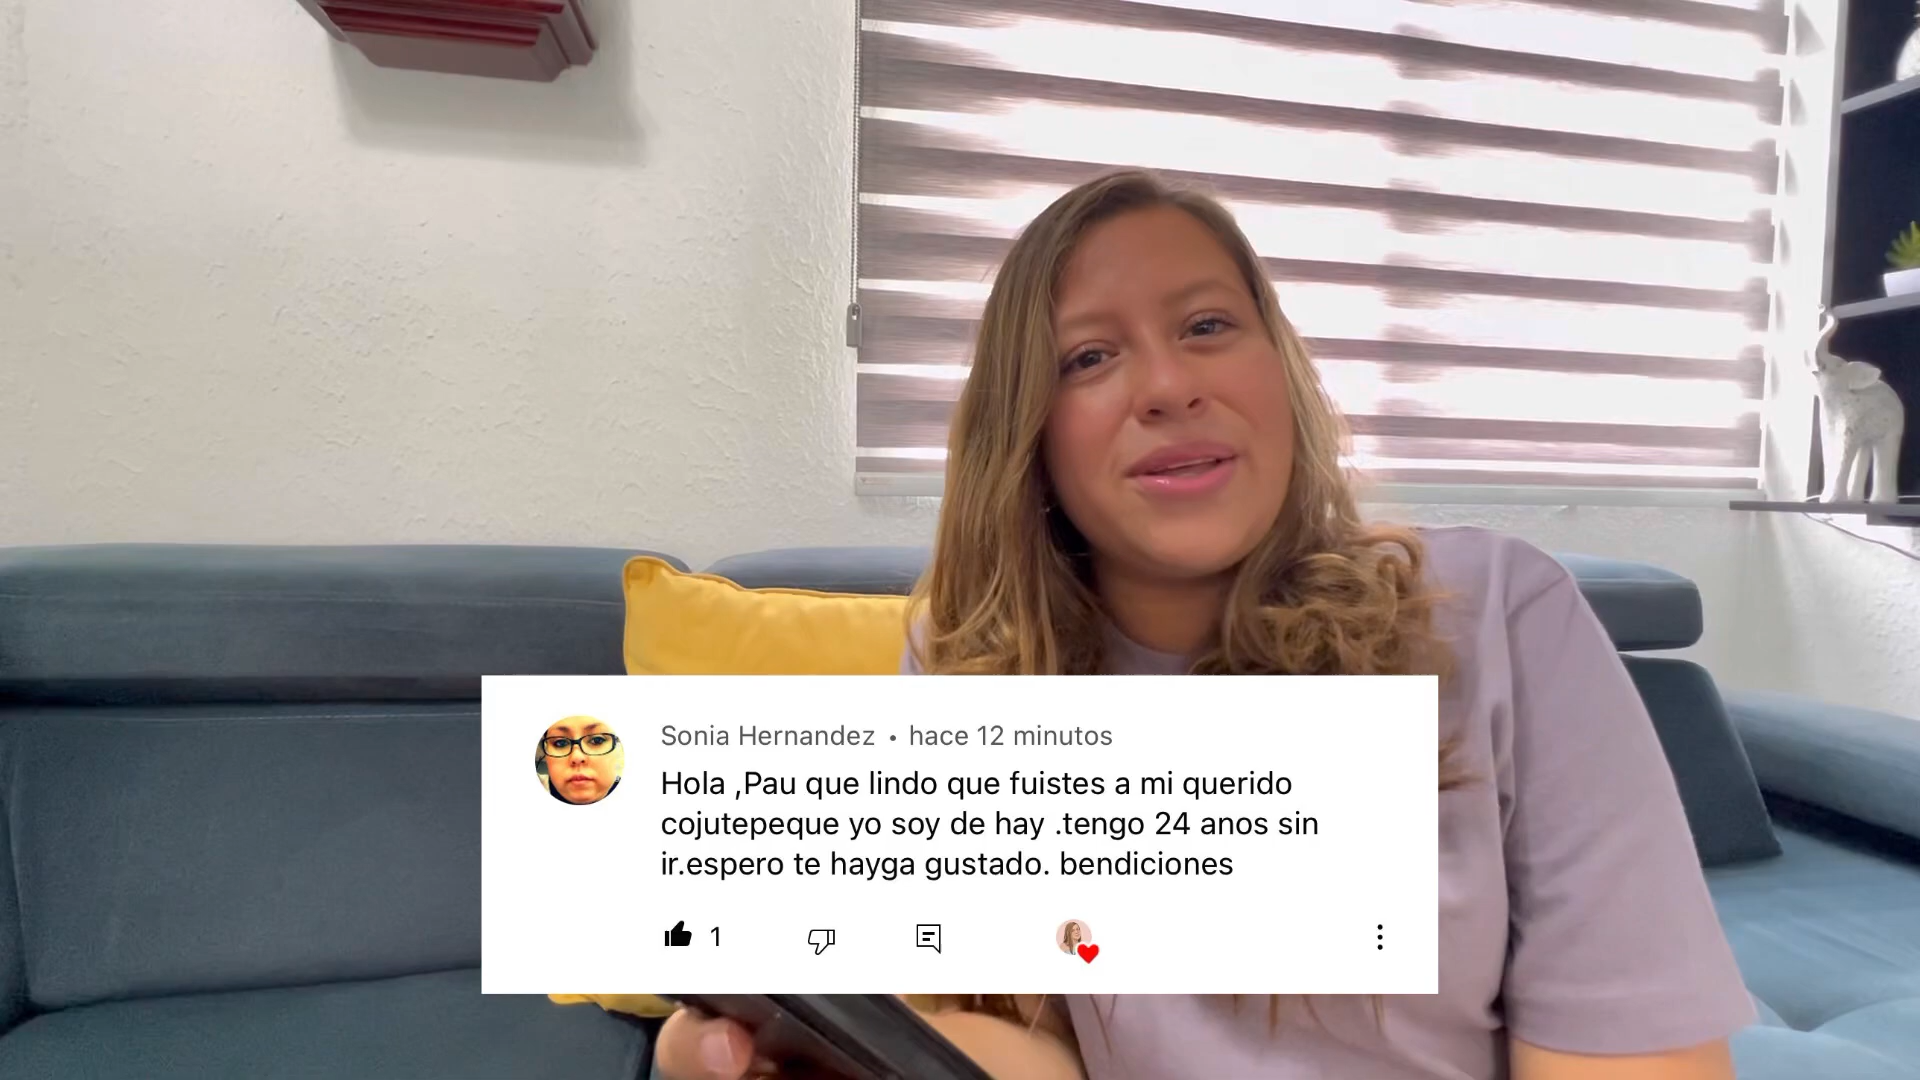 Sonia Hernandez • hace 12 minutos
Hola ,Pau que lindo que fuistes a mi querido
cojutepeque yo soy de hay .tengo 24 anos sin
ir.espero te hayga gustado. bendiciones
1